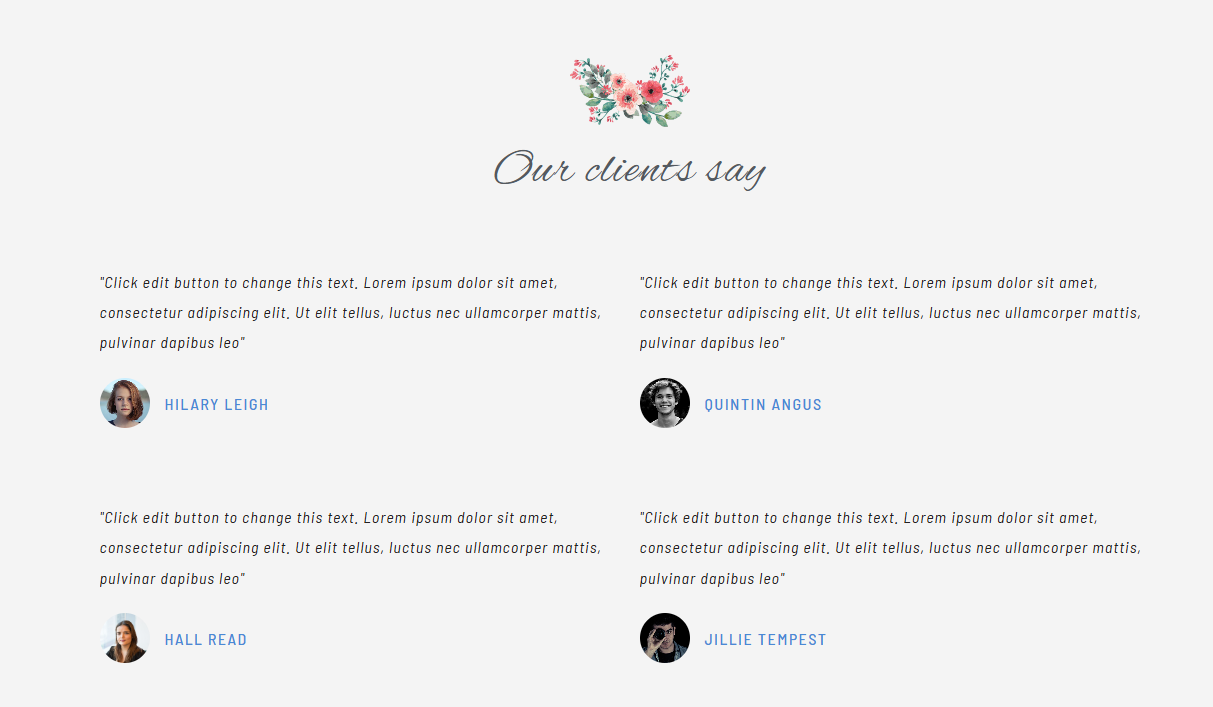 Our clients say
"Click edit button to change this text. Lorem ipsum dolor sit amet,
consectetur adipiscing elit. Ut elit tellus, luctus nec ullamcorper mattis,
pulvinar dapibus leo"
HILARY LEIGH
"Click edit button to change this text. Lorem ipsum dolor sit amet,
consectetur adipiscing elit. Ut elit tellus, luctus nec ullamcorper mattis,
pulvinar dapibus leo"
QUINTIN ANGUS
"Click edit button to change this text. Lorem ipsum dolor sit amet,
consectetur adipiscing elit. Ut elit tellus, luctus nec ullamcorper mattis,
pulvinar dapibus leo"
HALL READ
"Click edit button to change this text. Lorem ipsum dolor sit amet,
consectetur adipiscing elit. Ut elit tellus, luctus nec ullamcorper mattis,
pulvinar dapibus leo"
JILLIE TEMPEST